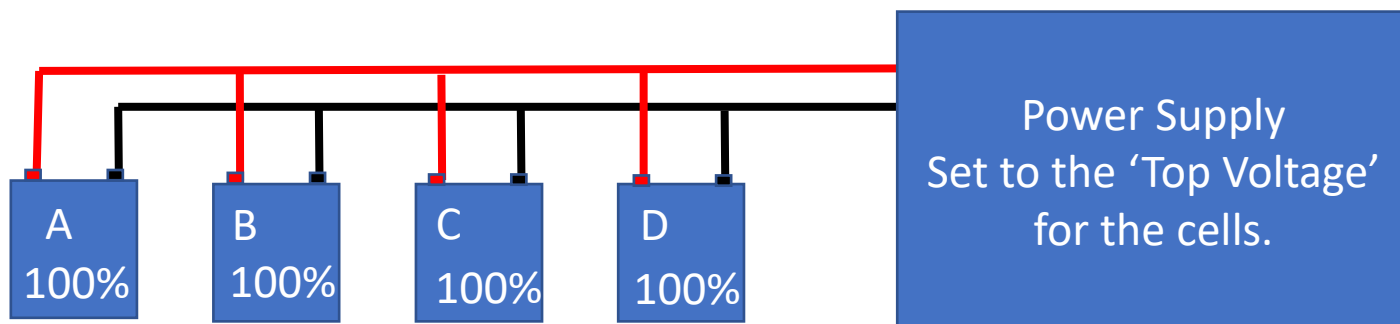 A
100%
B
100%
C
100%
D
100%
Power Supply
Set to the ‘Top Voltage’
for the cells.